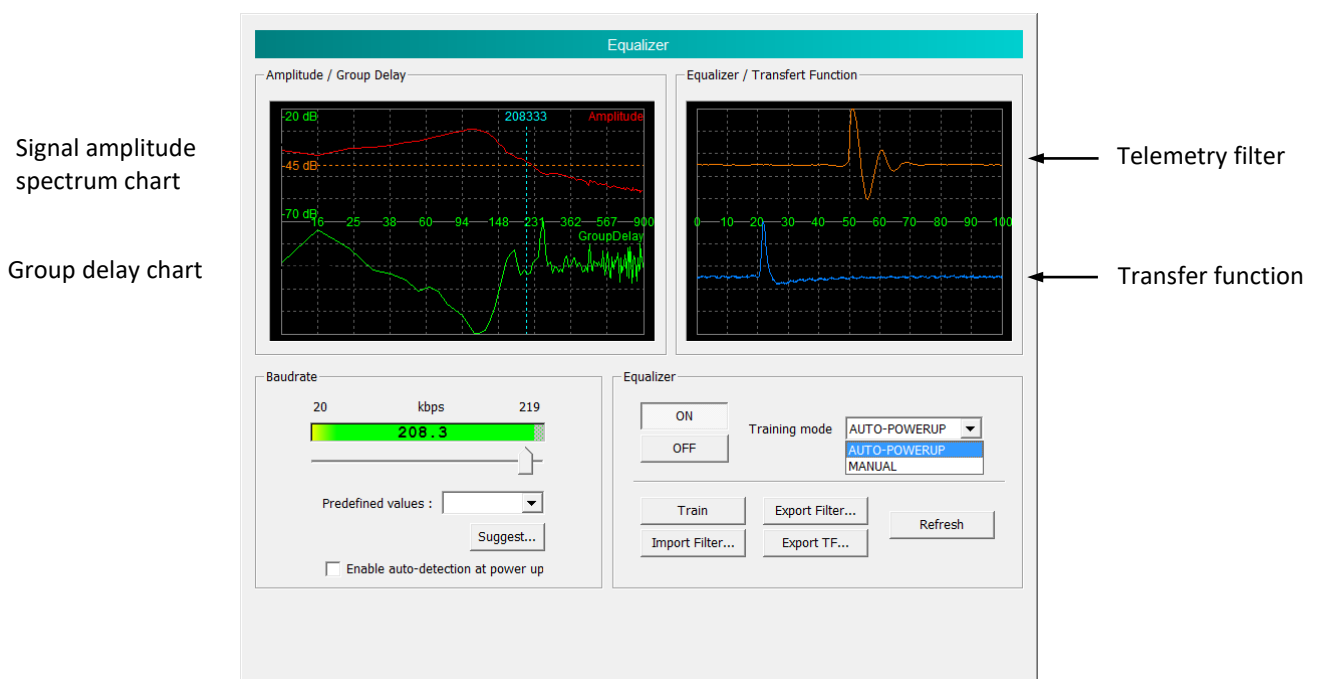 Equalizer
Amplitude / Group Delay
Equalizer / Transfert Function
-20 dB
208333
Amplitude
-45 dB
-70 dB
16 25 38 60 94 148 231 362 567 900
GroupDelay
0 10 20 30 40 50 60 70 80 90 100
Signal amplitude
spectrum chart
Group delay chart
Telemetry filter
Transfer function
Baudrate
20 kbps 219
208.3
Predefined values :
Suggest...
Enable auto-detection at power up
Equalizer
ON
OFF
Training mode
AUTO-POWERUP
AUTO-POWERUP
MANUAL
Train
Export Filter...
Refresh
Import Filter...
Export TF...